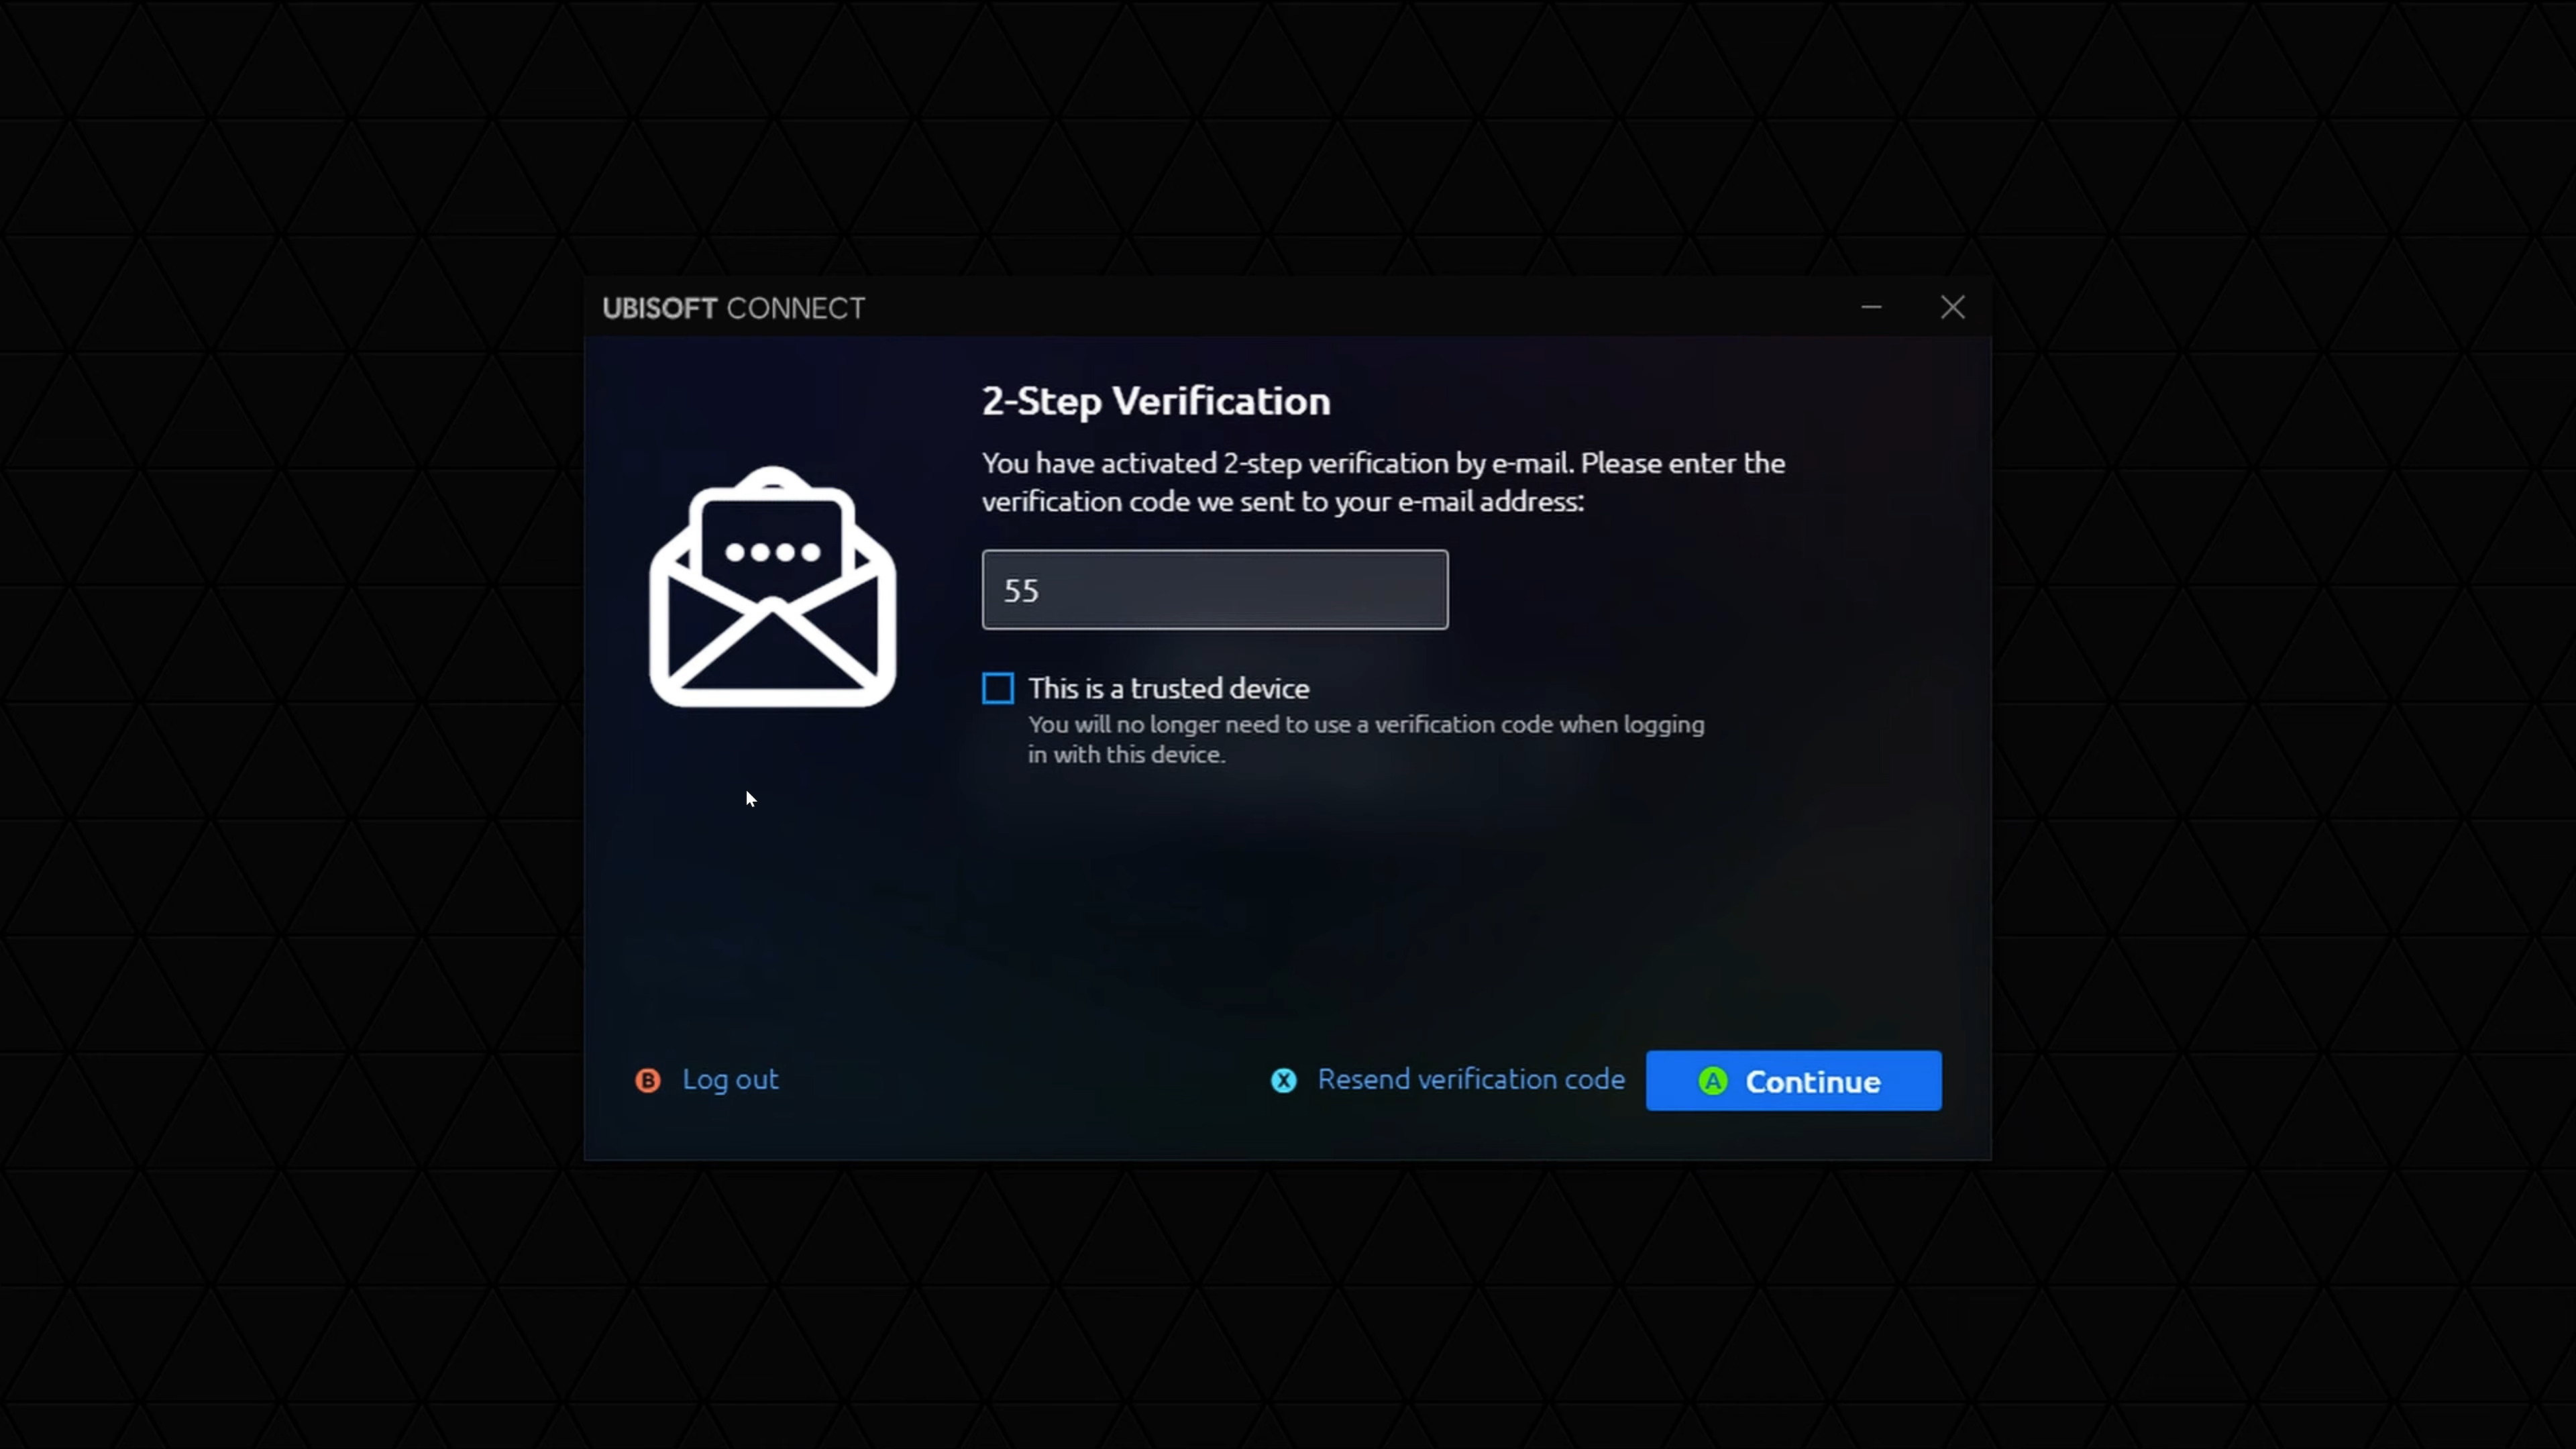 UBISOFT CONNECT
2-Step Verification
You have activated 2-step verification by e-mail. Please enter the
verification code we sent to your e-mail address:
55
This is a trusted device
You will no longer need to use a verification code when logging
in with this device.
B Log out
X Resend verification code
A Continue